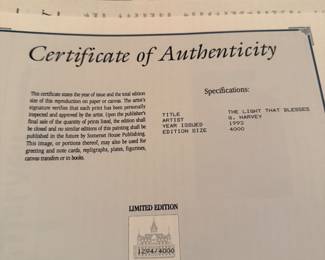 Certificate of Authenticity
This certificate states the year of issue and the total edition
size of this reproduction on paper or canvas. The artist's
signature verifies that each print has been personally
inspected and approved by the artist. Upon the publisher's
final sale of the quantity of prints listed, the edition shall
be closed and no similar editions of this painting shall be
published in the future by Somerset House Publishing.
This image, or portions thereof, may also be used for
greeting and note cards, repligraphs, plates, figurines,
canvas transfers or in books.
Specifications:
TITLE THE LIGHT THAT BLESSES
ARTIST G. HARVEY
YEAR ISSUED 1992
EDITION SIZE 4000
LIMITED EDITION
1294/4000